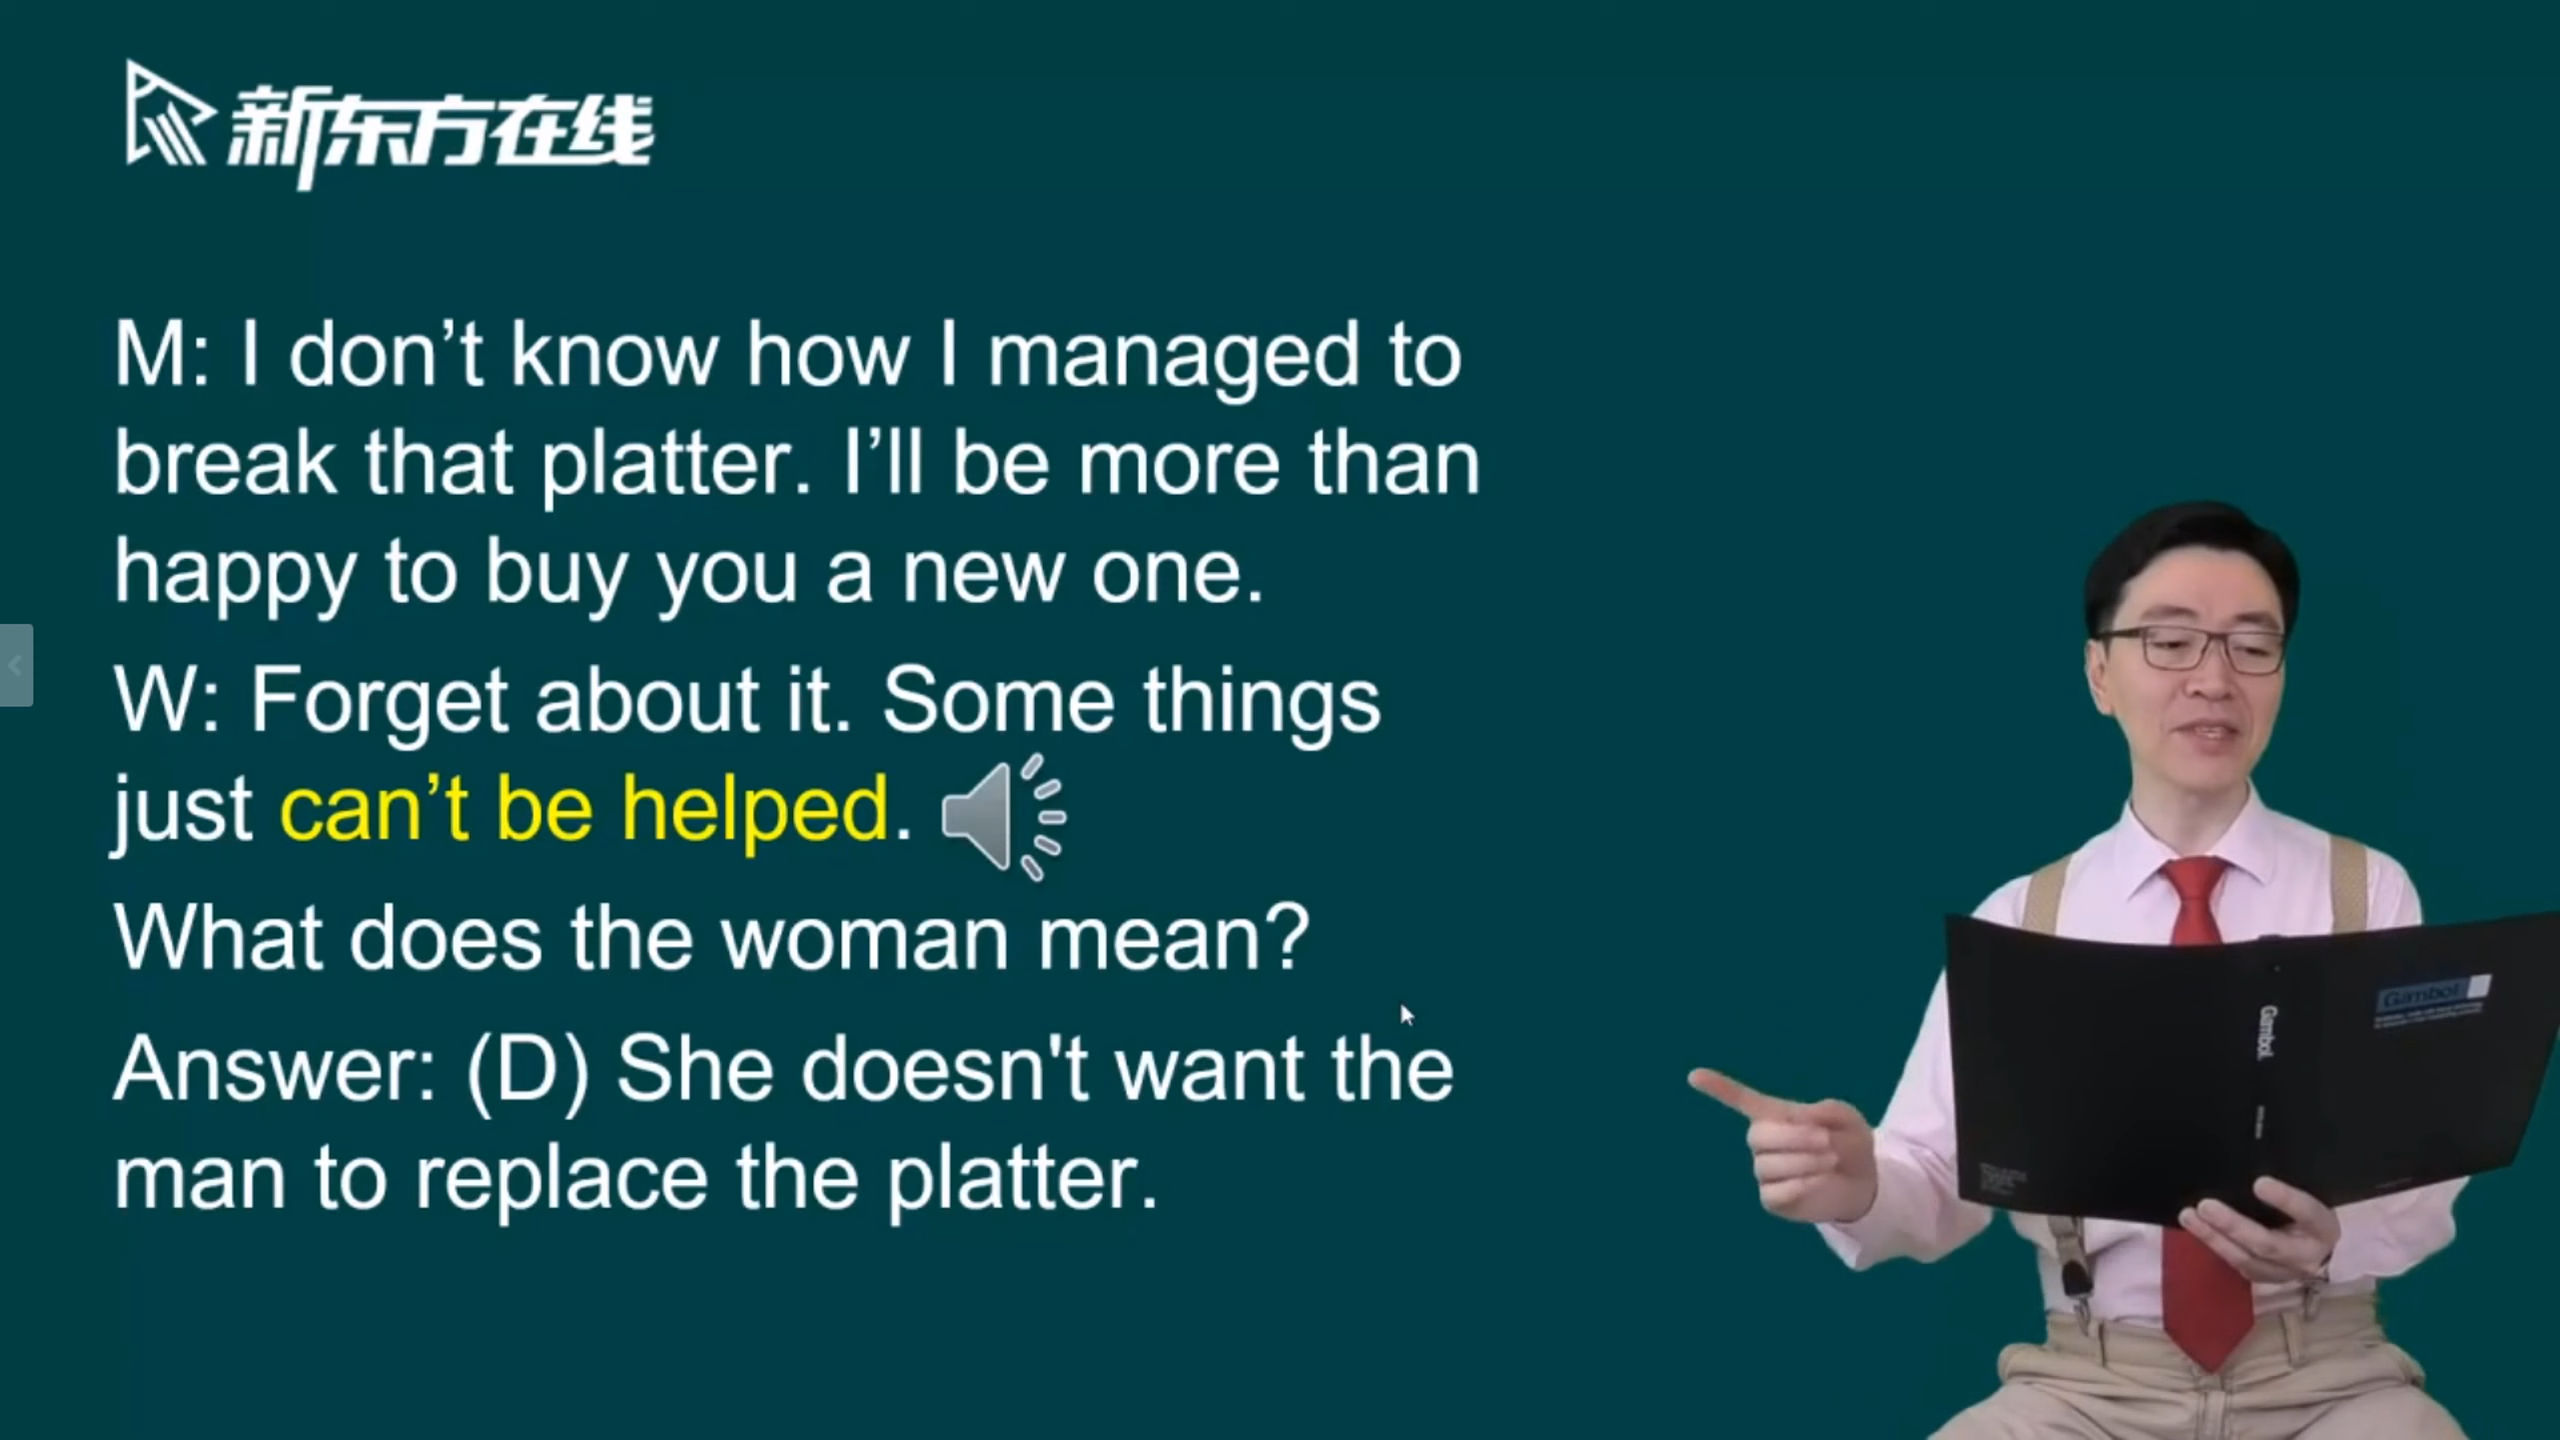 新东方在线
M: I don’t know how I managed to
break that platter. I’ll be more than
happy to buy you a new one.
W: Forget about it. Some things
just can’t be helped.
What does the woman mean?
Answer: (D) She doesn't want the
man to replace the platter.
Gambol
Gambol